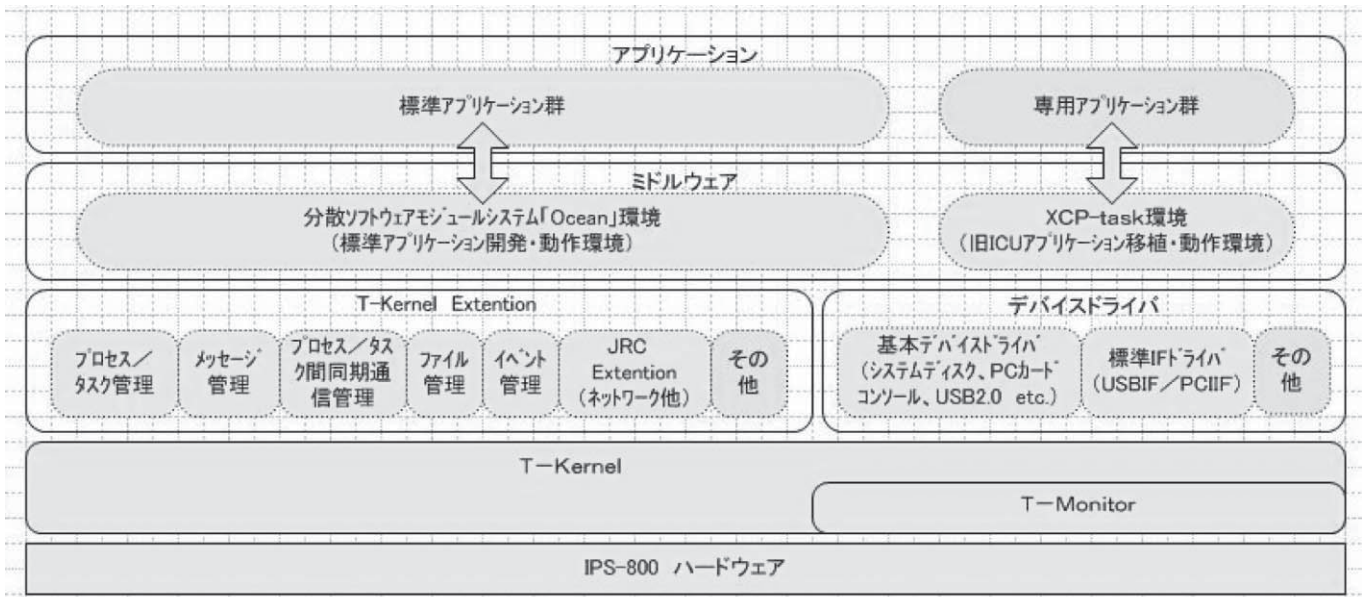 アプリケーション
標準アプリケーション群
専用アプリケーション群
ミドルウェア
分散ソフトウェアモジュールシステム「Ocean」環境
(標準アプリケーション開発・動作環境)
XCP-task環境
(旧ICUアプリケーション移植・動作環境)
T-Kernel Extention
プロセス/
タスク管理
メッセージ
管理
プロセス/タス
ク間同期通
信管理
ファイル
管理
イベント
管理
JRC
Extention
(ネットワーク他)
その
他
デバイスドライバ
基本デバイスドライバ
(システムディスク、PCカード
コンソール、USB2.0 etc.)
標準IFドライバ
(USBIF/PCIIF)
その
他
T-Kernel
T-Monitor
IPS-800 ハードウェア